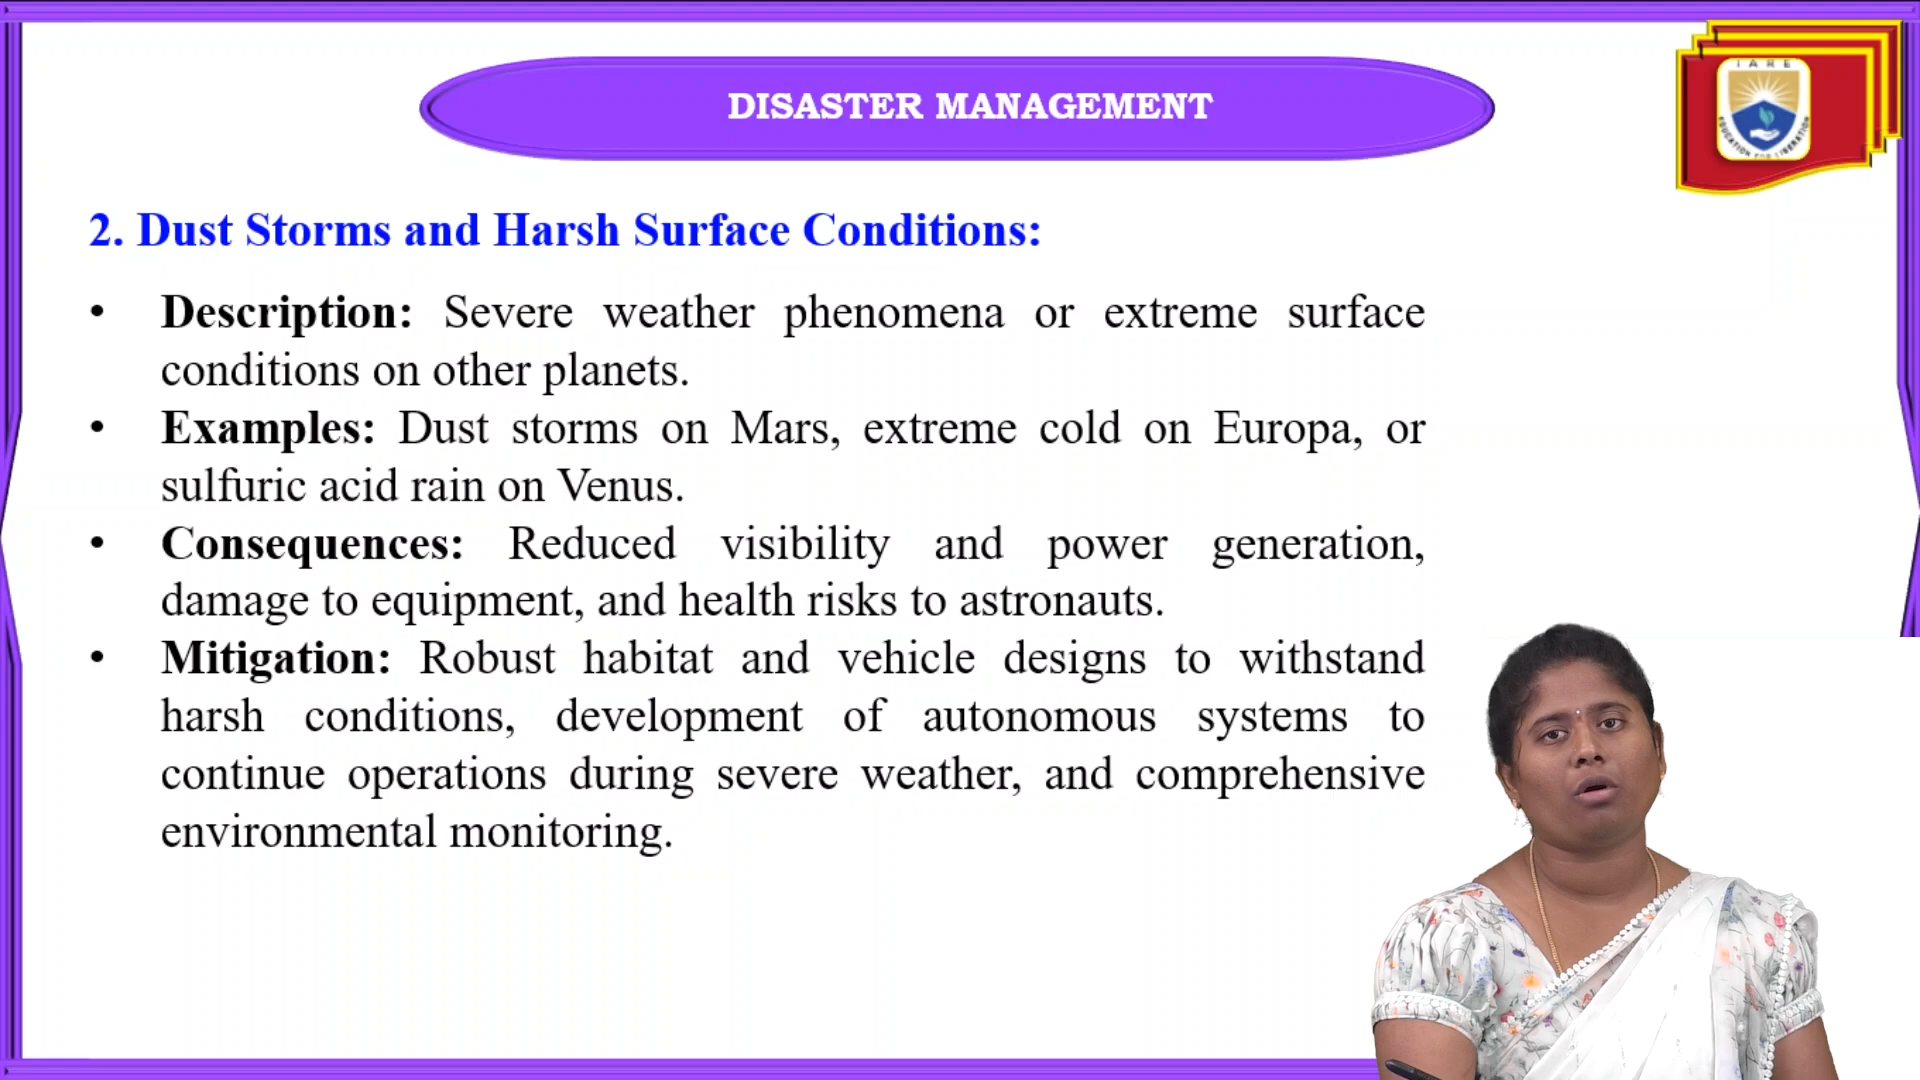 DISASTER MANAGEMENT
I A R E
EDUCATION FOR LIBERATION
2. Dust Storms and Harsh Surface Conditions:
• Description: Severe weather phenomena or extreme surface
conditions on other planets.
• Examples: Dust storms on Mars, extreme cold on Europa, or
sulfuric acid rain on Venus.
• Consequences: Reduced visibility and power generation,
damage to equipment, and health risks to astronauts.
• Mitigation: Robust habitat and vehicle designs to withstand
harsh conditions, development of autonomous systems to
continue operations during severe weather, and comprehensive
environmental monitoring.